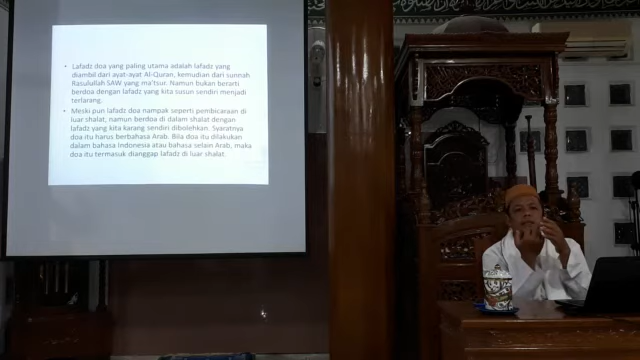 • Lafadz doa yang paling utama adalah lafadz yang
diambil dari ayat-ayat Al-Quran, kemudian dari sunnah
Rasulullah SAW yang ma'tsur. Namun bukan berarti
berdoa dengan lafadz yang kita susun sendiri menjadi
terlarang.
• Meski pun lafadz doa nampak seperti pembicaraan di
luar shalat, namun berdoa di dalam shalat dengan
lafadz yang kita karang sendiri dibolehkan. Syaratnya
doa itu harus berbahasa Arab. Bila doa itu dilakukan
dalam bahasa Indonesia atau bahasa selain Arab, maka
doa itu termasuk dianggap lafadz di luar shalat.